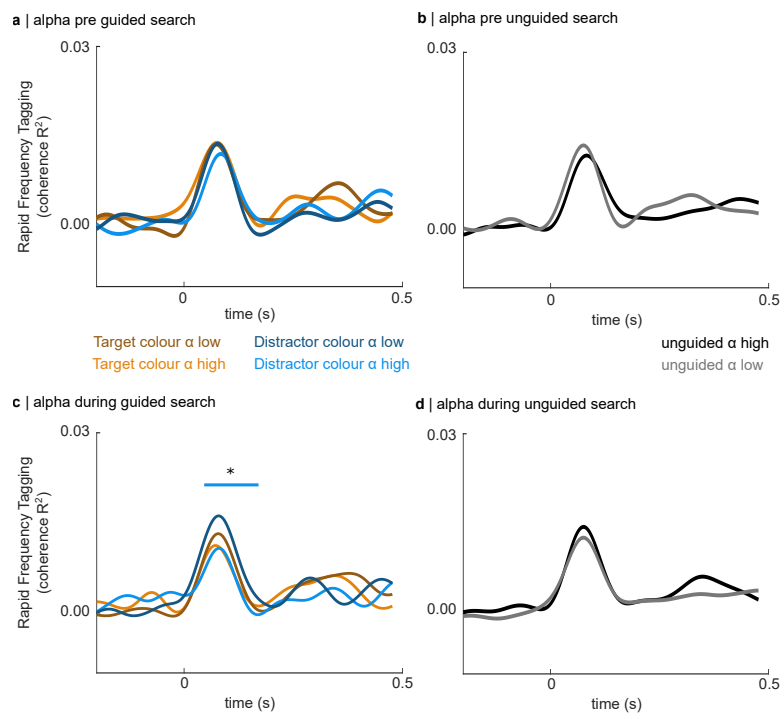 a | alpha pre guided search
b | alpha pre unguided search
0.03
0.03
Rapid Frequency Tagging
(coherence R²)
0.00
0.00
0
0.5
0
0.5
time (s)
time (s)
Target colour α low
Distractor colour α low
unguided α high
Target colour α high
Distractor colour α high
unguided α low
c | alpha during guided search
d | alpha during unguided search
0.03
0.03
*
Rapid Frequency Tagging
(coherence R²)
0.00
0.00
0
0.5
0
0.5
time (s)
time (s)